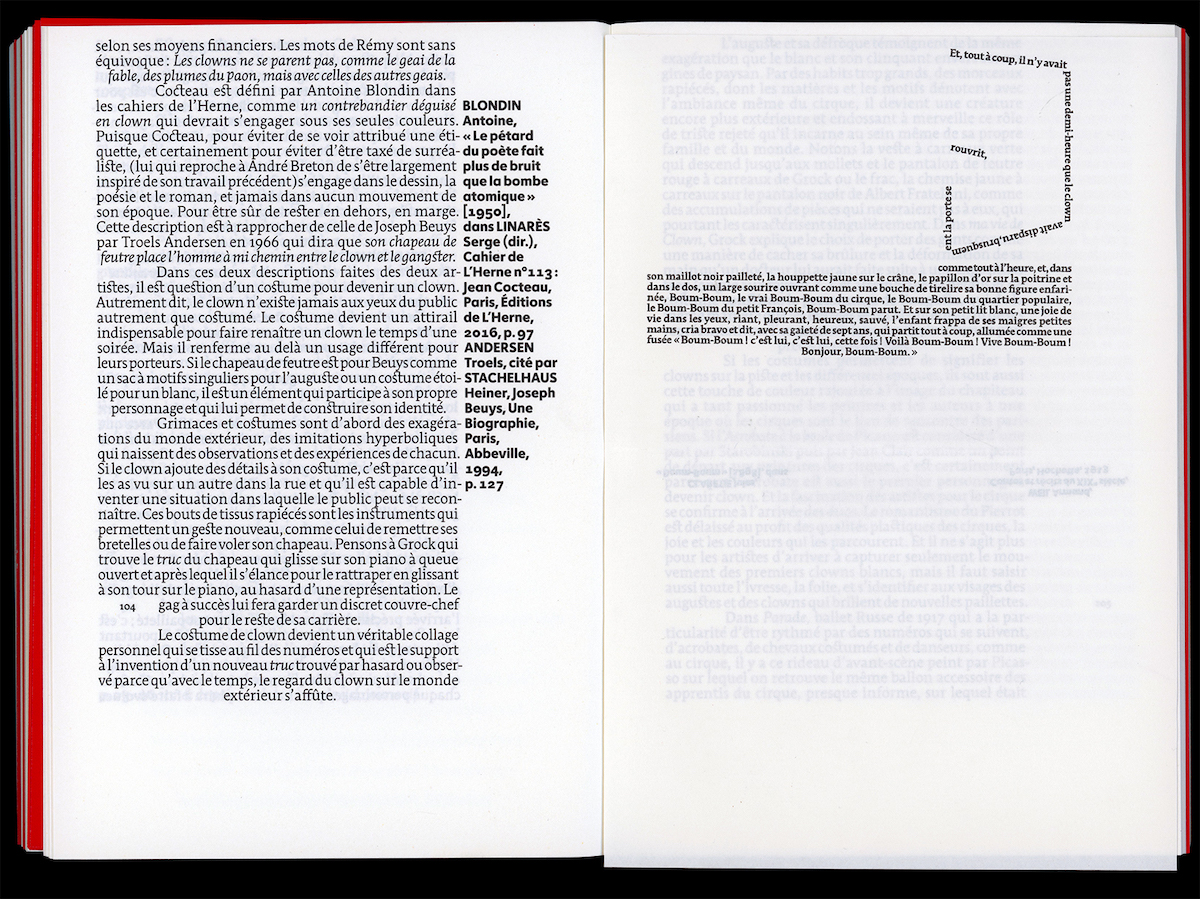 selon ses moyens financiers. Les mots de Rémy sont sans
équivoque : Les clowns ne se parent pas, comme le geai de la
fable, des plumes du paon, mais avec celles des autres geais.
Cocteau est défini par Antoine Blondin dans
les cahiers de l'Herne, comme un contrebandier déguisé
en clown qui devrait s'engager sous ses seules couleurs.
Puisque Cocteau, pour éviter de se voir attribué une éti-
quette, et certainement pour éviter d'être taxé de surréa-
liste, (lui qui reproche à André Breton de s'être largement
inspiré de son travail précédent) s'engage dans le dessin, la
poésie et le roman, et jamais dans aucun mouvement de
son époque. Pour être sûr de rester en dehors, en marge.
Cette description est à rapprocher de celle de Joseph Beuys
par Troels Andersen en 1966 qui dira que son chapeau de
feutre place l'homme à mi chemin entre le clown et le gangster.
Dans ces deux descriptions faites des deux ar-
tistes, il est question d'un costume pour devenir un clown.
Autrement dit, le clown n'existe jamais aux yeux du public
autrement que costumé. Le costume devient un attirail
indispensable pour faire renaître un clown le temps d'une
soirée. Mais il renferme au delà un usage différent pour
leurs porteurs. Si le chapeau de feutre est pour Beuys comme
un sac à motifs singuliers pour l'auguste ou un costume étoi-
lé pour un blanc, il est un élément qui participe à son propre
personnage et qui lui permet de construire son identité.
Grimaces et costumes sont d'abord des exagéra-
tions du monde extérieur, des imitations hyperboliques
qui naissent des observations et des expériences de chacun.
Si le clown ajoute des détails à son costume, c'est parce qu'il
les as vu sur un autre dans la rue et qu'il est capable d'in-
venter une situation dans laquelle le public peut se recon-
naître. Ces bouts de tissus rapiécés sont les instruments qui
permettent un geste nouveau, comme celui de remettre ses
bretelles ou de faire voler son chapeau. Pensons à Grock qui
trouve le truc du chapeau qui glisse sur son piano à queue
ouvert et après lequel il s'élance pour le rattraper en glissant
à son tour sur le piano, au hasard d'une représentation. Le
104 gag à succès lui fera garder un discret couvre-chef
pour le reste de sa carrière.
Le costume de clown devient un véritable collage
personnel qui se tisse au fil des numéros et qui est le support
à l'invention d'un nouveau truc trouvé par hasard ou obser-
vé parce qu'avec le temps, le regard du clown sur le monde
extérieur s'affûte.
BLONDIN
Antoine,
« Le pétard
du poète fait
plus de bruit
que la bombe
atomique »
[1950],
dans LINARÈS
Serge (dir.),
Cahier de
L'Herne n°113 :
Jean Cocteau,
Paris, Éditions
de L'Herne,
2016, p. 97
ANDERSEN
Troels, cité par
STACHELHAUS
Heiner, Joseph
Beuys, Une
Biographie,
Paris,
Abbeville,
1994,
p. 127
Et, tout à coup, il n'y avait
pas une demi-heure que le clown
avait disparu, brusquem
ent la porte se
rouvrit,
comme tout à l'heure, et, dans
son maillot noir pailleté, la houppette jaune sur le crâne, le papillon d'or sur la poitrine et
dans le dos, un large sourire ouvrant comme une bouche de tirelire sa bonne figure enfari-
née, Boum-Boum, le vrai Boum-Boum du cirque, le Boum-Boum du quartier populaire,
le Boum-Boum du petit François, Boum-Boum parut. Et sur son petit lit blanc, une joie de
vie dans les yeux, riant, pleurant, heureux, sauvé, l'enfant frappa de ses maigres petites
mains, cria bravo et dit, avec sa gaieté de sept ans, qui partit tout à coup, allumée comme une
fusée « Boum-Boum ! c'est lui, c'est lui, cette fois ! Voilà Boum-Boum ! Vive Boum-Boum !
Bonjour, Boum-Boum. »